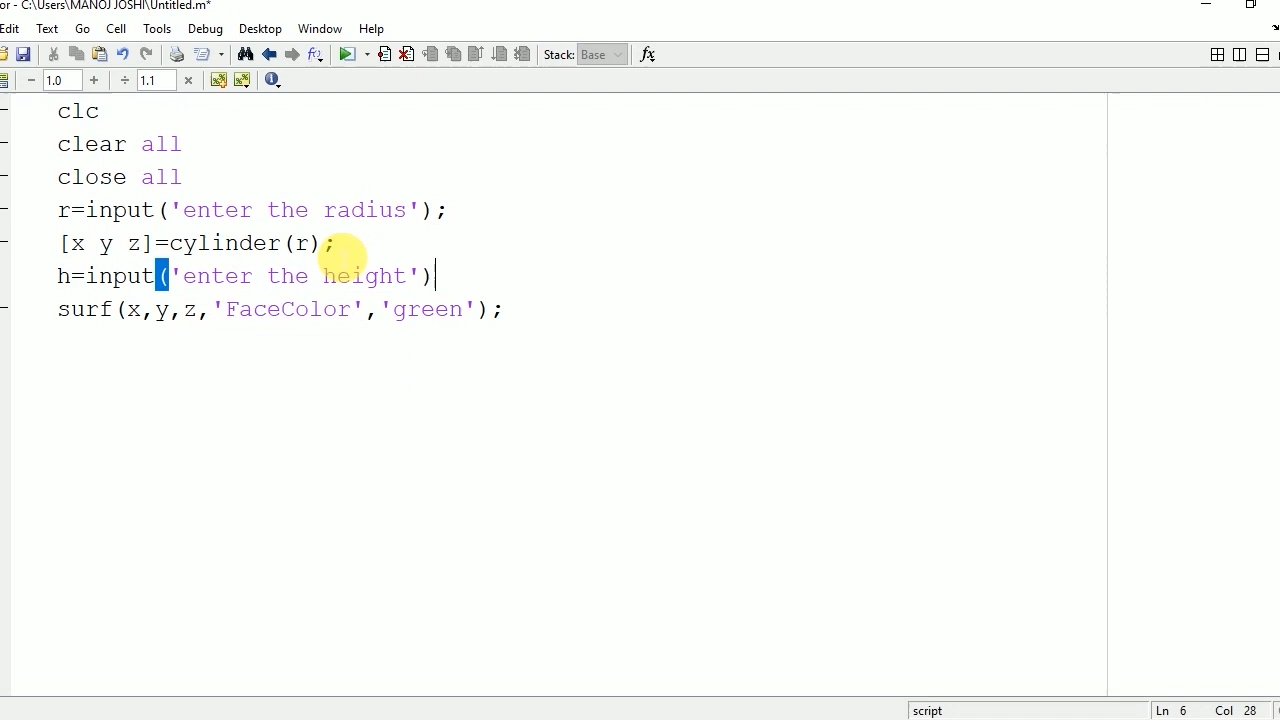 or - C:\Users\MANOJ JOSHI\Untitled.m*
Edit Text Go Cell Tools Debug Desktop Window Help
Stack: Base fx
− 1.0 + ÷ 1.1 ×
clc
clear all
close all
r=input('enter the radius');
[x y z]=cylinder(r);
h=input('enter the height')
surf(x,y,z,'FaceColor','green');
script Ln 6 Col 28